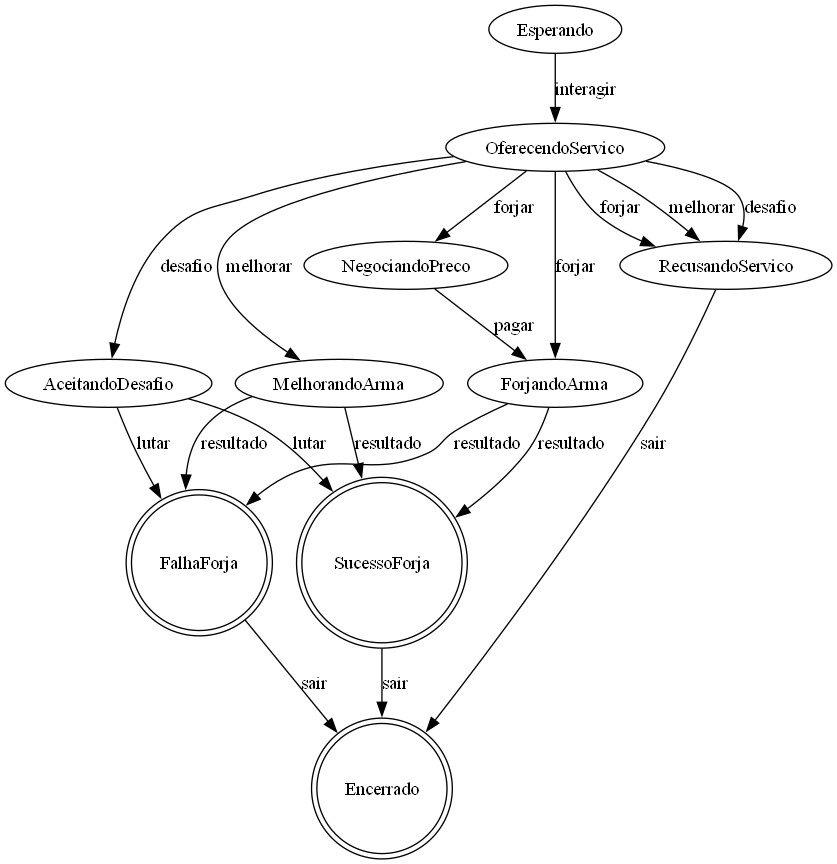 Esperando
interagir
OferecendoServico
forjar
forjar
melhorar
desafio
desafio
melhorar
NegociandoPreco
forjar
RecusandoServico
pagar
AceitandoDesafio
MelhorandoArma
ForjandoArma
lutar
resultado
lutar
resultado
resultado
resultado
sair
FalhaForja
SucessoForja
sair
sair
Encerrado